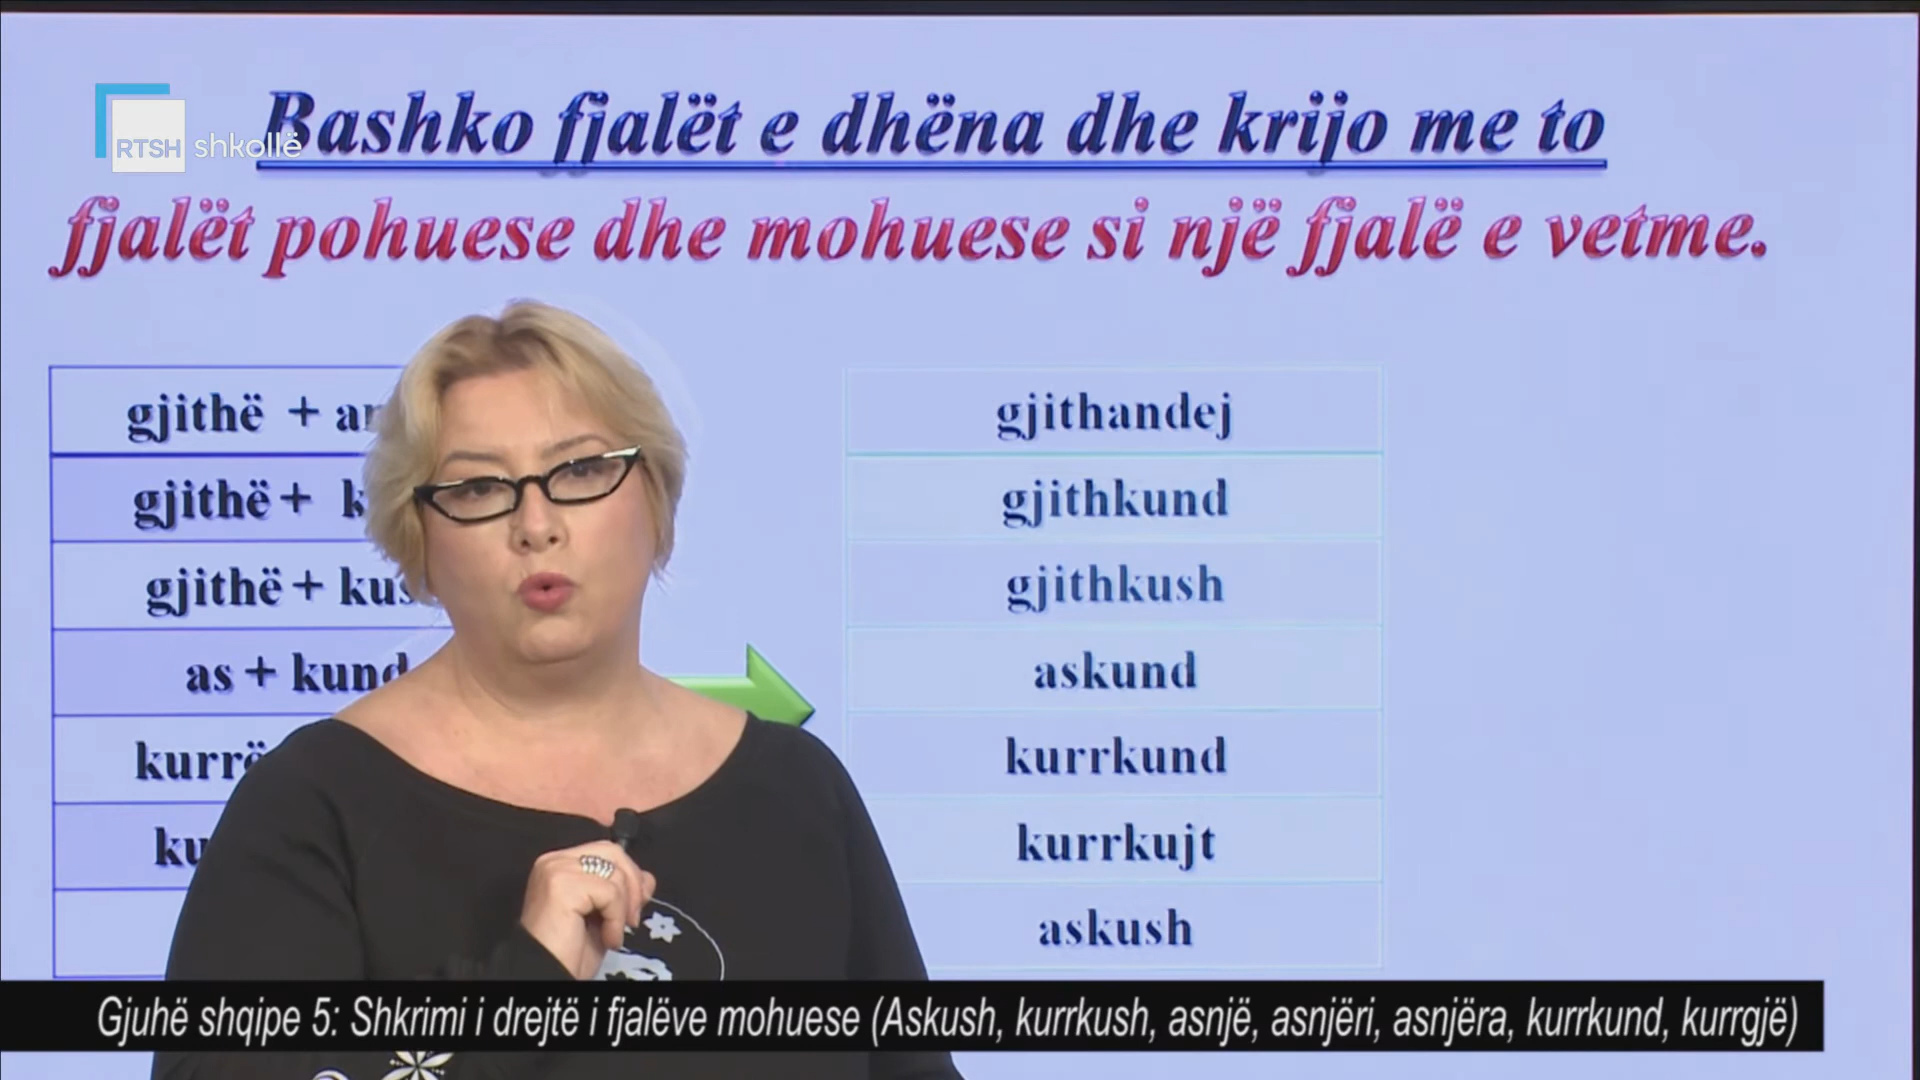 Bashko fjalët e dhëna dhe krijo me to
RTSH shkollë
fjalët pohuese dhe mohuese si një fjalë e vetme.
gjithë +
gjithandej
gjithë +
gjithkund
gjithë +
gjithkush
as + kund
askund
kurrkund
kurrkujt
askush
Gjuhë shqipe 5: Shkrimi i drejtë i fjalëve mohuese (Askush, kurrkush, asnjë, asnjëri, asnjëra, kurrkund, kurrgjë)